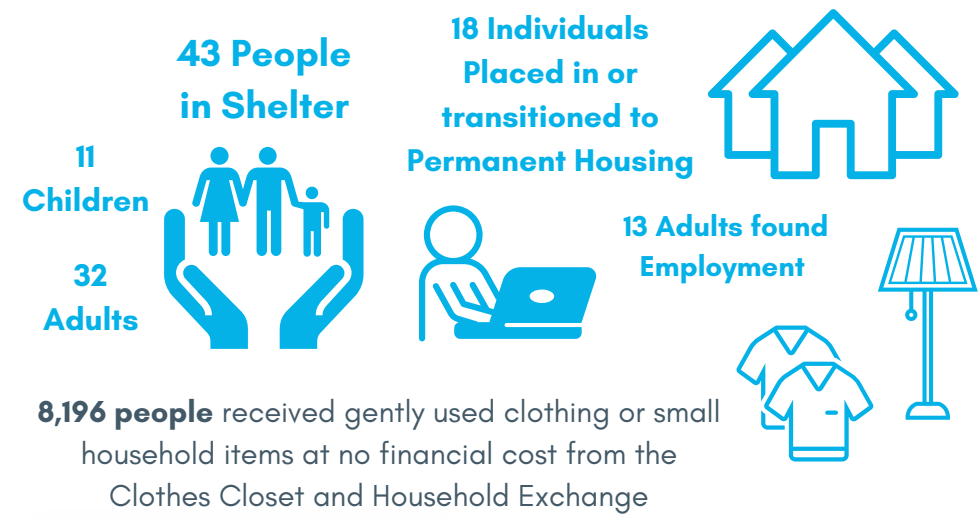 43 People
in Shelter
11
Children
32
Adults
18 Individuals
Placed in or
transitioned to
Permanent Housing
13 Adults found
Employment
8,196 people received gently used clothing or small
household items at no financial cost from the
Clothes Closet and Household Exchange